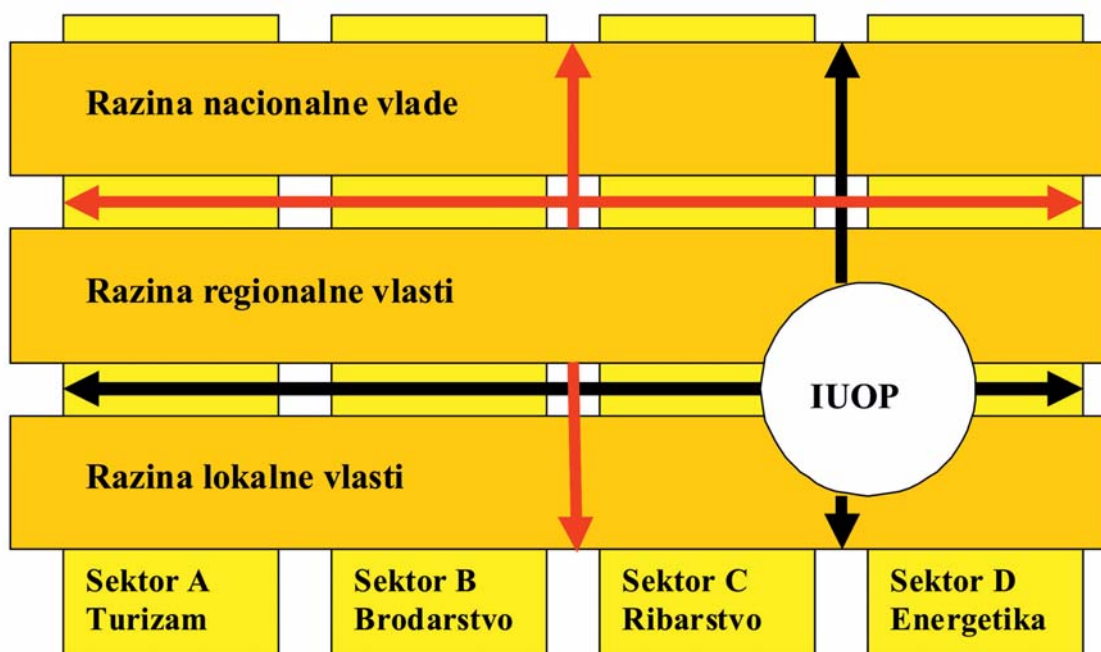 Razina nacionalne vlade
Razina regionalne vlasti
IUOP
Razina lokalne vlasti
Sektor A
Turizam
Sektor B
Brodarstvo
Sektor C
Ribarstvo
Sektor D
Energetika